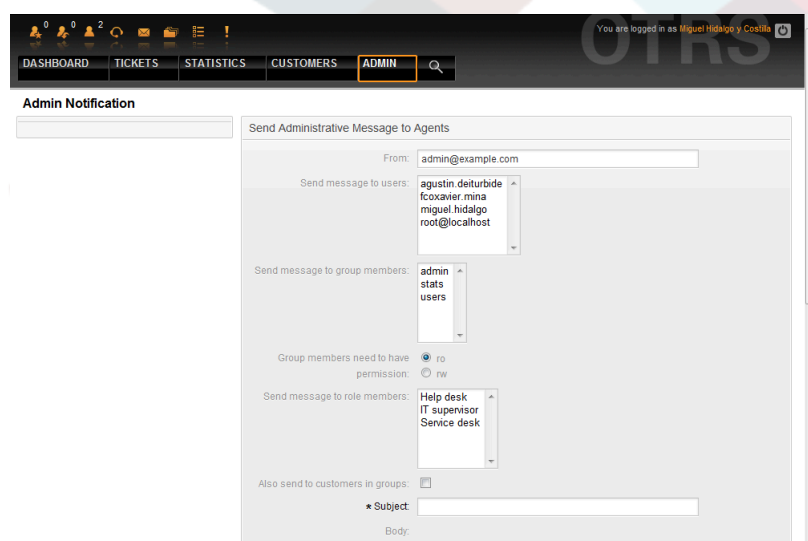 0 0 2
You are logged in as Miguel Hidalgo y Costilla
OTRS
DASHBOARD TICKETS STATISTICS CUSTOMERS ADMIN
Admin Notification
Send Administrative Message to Agents
From: admin@example.com
Send message to users: agustin.deiturbide
fcoxavier.mina
miguel.hidalgo
root@localhost
Send message to group members: admin
stats
users
Group members need to have ro
permission: rw
Send message to role members: Help desk
IT supervisor
Service desk
Also send to customers in groups:
★ Subject:
Body: